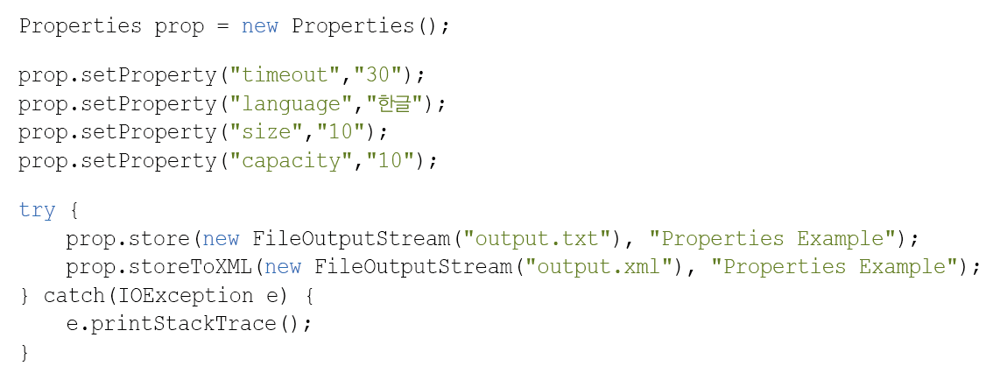 Properties prop = new Properties();
prop.setProperty("timeout","30");
prop.setProperty("language","한글");
prop.setProperty("size","10");
prop.setProperty("capacity","10");
try {
    prop.store(new FileOutputStream("output.txt"), "Properties Example");
    prop.storeToXML(new FileOutputStream("output.xml"), "Properties Example");
} catch(IOException e) {
    e.printStackTrace();
}